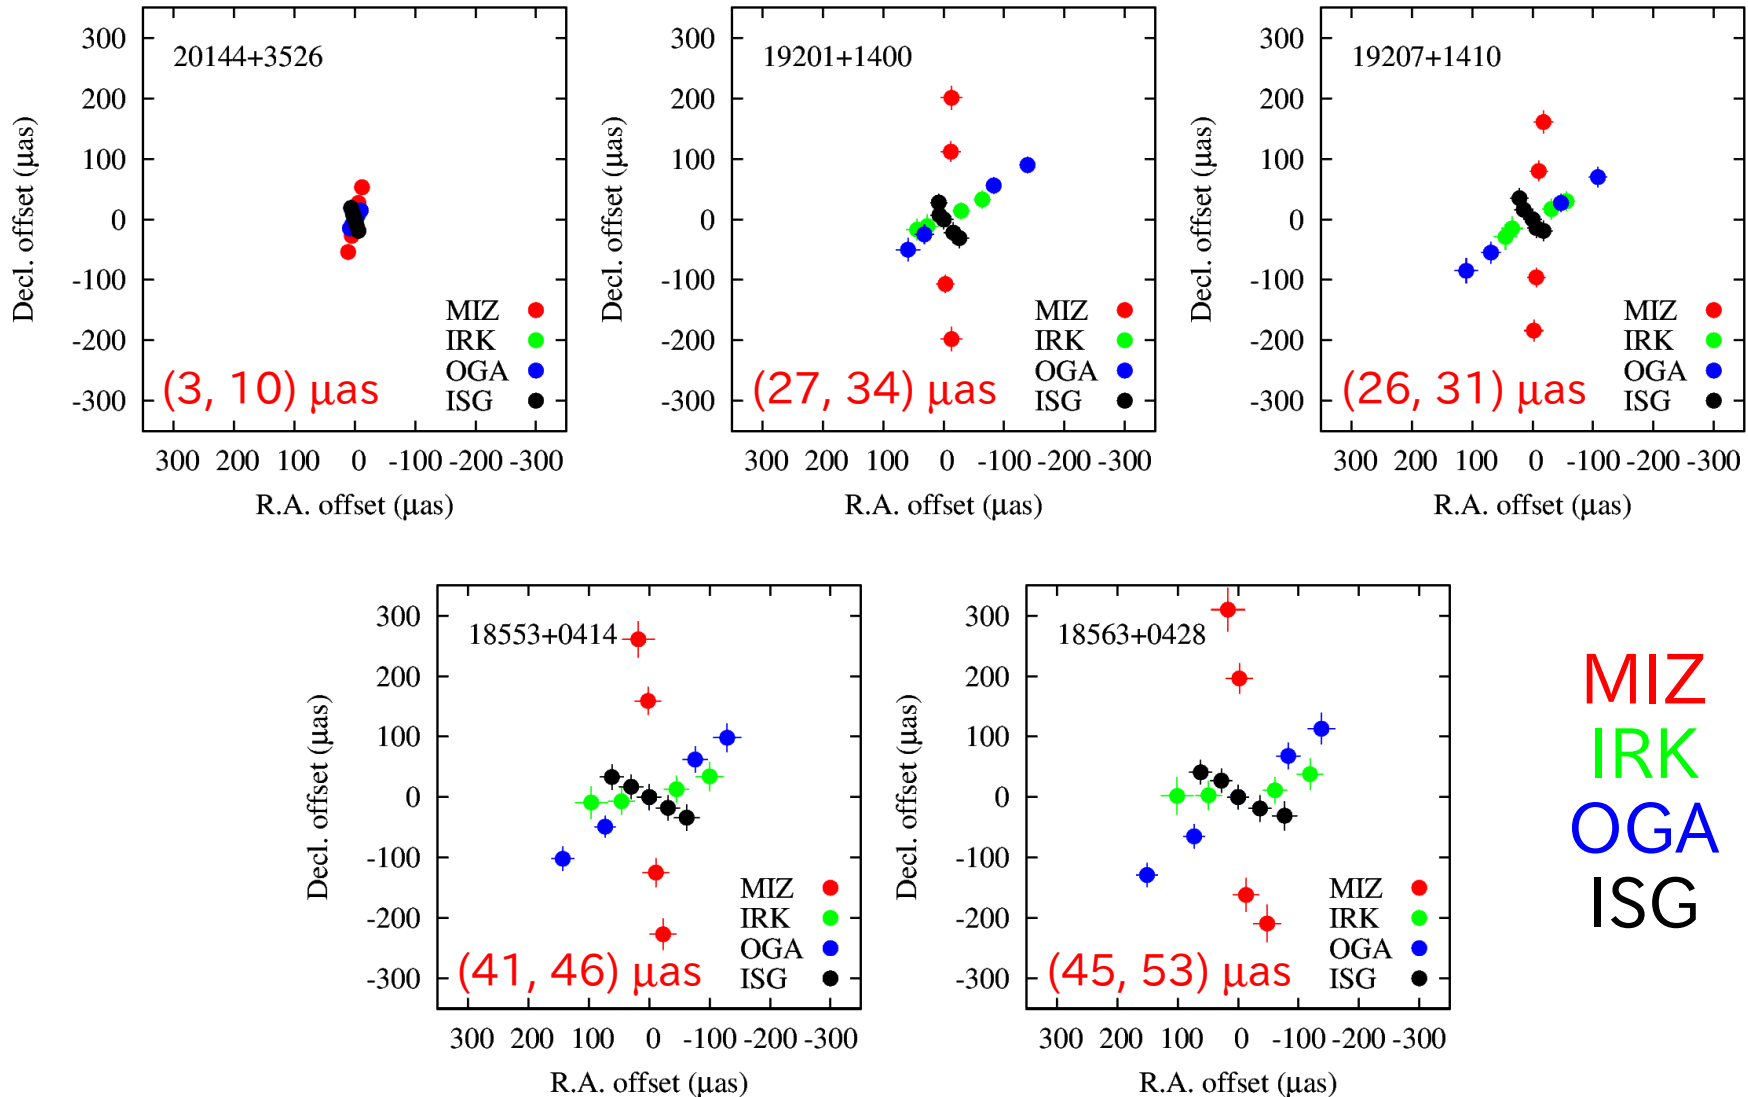 300
200
100
0
-100
-200
-300
Decl. offset (μas)
20144+3526
MIZ
IRK
OGA
ISG
(3, 10) μas
300 200 100 0 -100 -200 -300
R.A. offset (μas)
300
200
100
0
-100
-200
-300
Decl. offset (μas)
19201+1400
MIZ
IRK
OGA
ISG
(27, 34) μas
300 200 100 0 -100 -200 -300
R.A. offset (μas)
300
200
100
0
-100
-200
-300
Decl. offset (μas)
19207+1410
MIZ
IRK
OGA
ISG
(26, 31) μas
300 200 100 0 -100 -200 -300
R.A. offset (μas)
300
200
100
0
-100
-200
-300
Decl. offset (μas)
18553+0414
MIZ
IRK
OGA
ISG
(41, 46) μas
300 200 100 0 -100 -200 -300
R.A. offset (μas)
300
200
100
0
-100
-200
-300
Decl. offset (μas)
18563+0428
MIZ
IRK
OGA
ISG
(45, 53) μas
300 200 100 0 -100 -200 -300
R.A. offset (μas)
MIZ
IRK
OGA
ISG